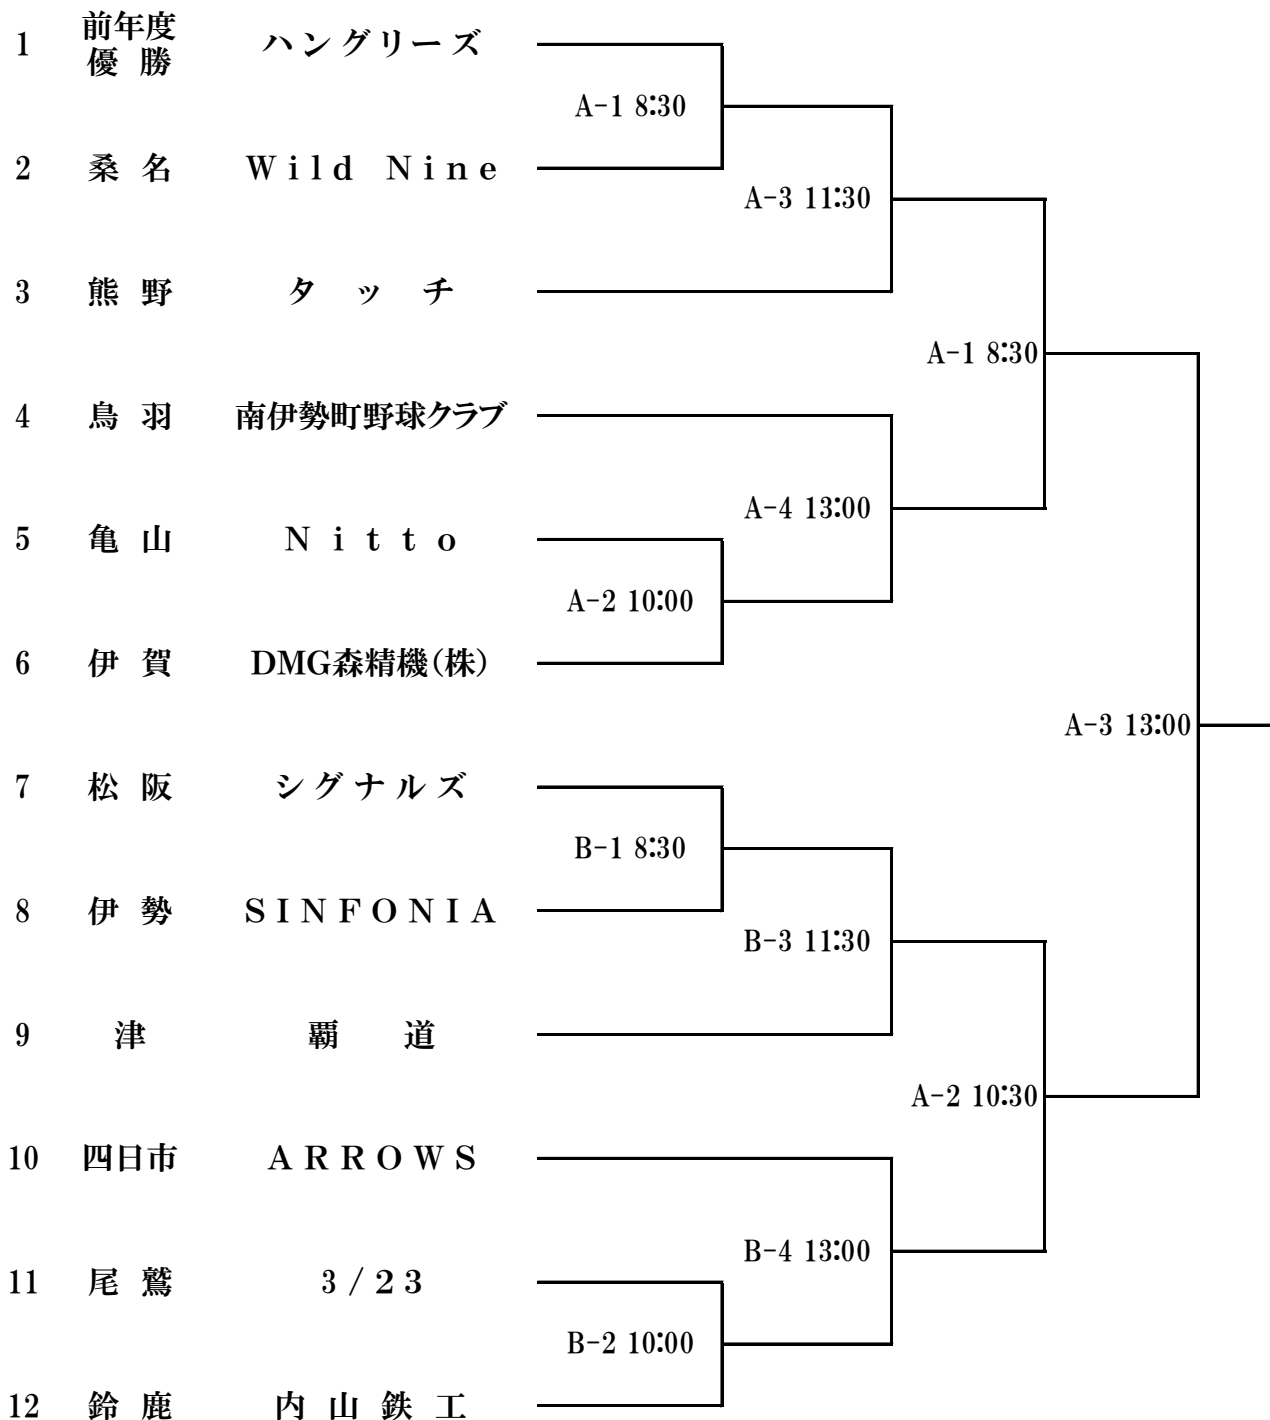 1 前年度優勝 ハングリーズ
A-1 8:30
2 桑名 Wild Nine
A-3 11:30
3 熊野 タッチ
A-1 8:30
4 鳥羽 南伊勢町野球クラブ
A-4 13:00
5 亀山 Nitto
A-2 10:00
6 伊賀 DMG森精機(株)
A-3 13:00
7 松阪 シグナルズ
B-1 8:30
8 伊勢 SINFONIA
B-3 11:30
9 津 覇道
A-2 10:30
10 四日市 ARROWS
B-4 13:00
11 尾鷲 3/23
B-2 10:00
12 鈴鹿 内山鉄工